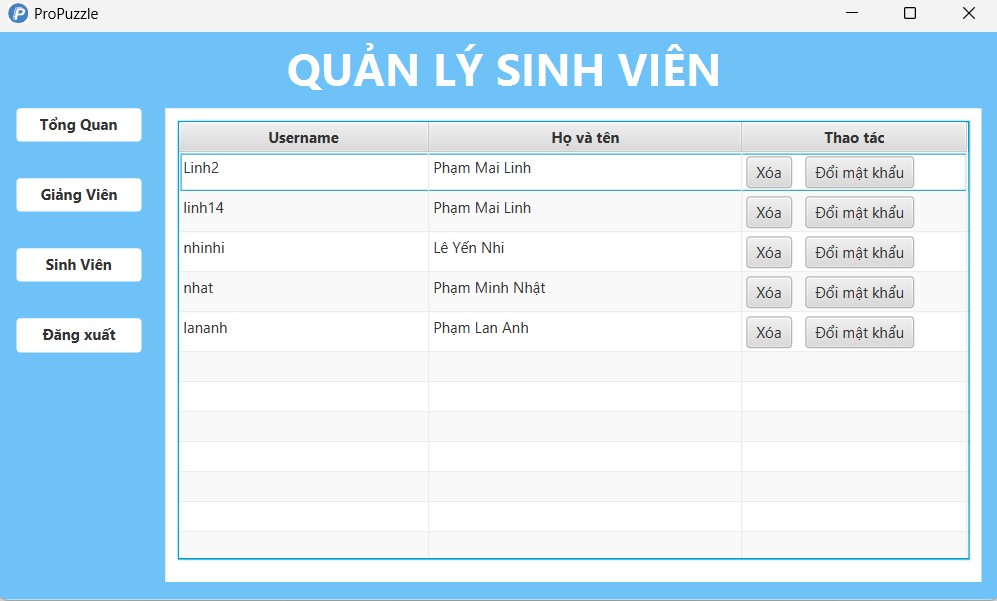 ProPuzzle
QUẢN LÝ SINH VIÊN
Tổng Quan
Giảng Viên
Sinh Viên
Đăng xuất
Username Họ và tên Thao tác
Linh2 Phạm Mai Linh Xóa Đổi mật khẩu
linh14 Phạm Mai Linh Xóa Đổi mật khẩu
nhinhi Lê Yến Nhi Xóa Đổi mật khẩu
nhat Phạm Minh Nhật Xóa Đổi mật khẩu
lananh Phạm Lan Anh Xóa Đổi mật khẩu